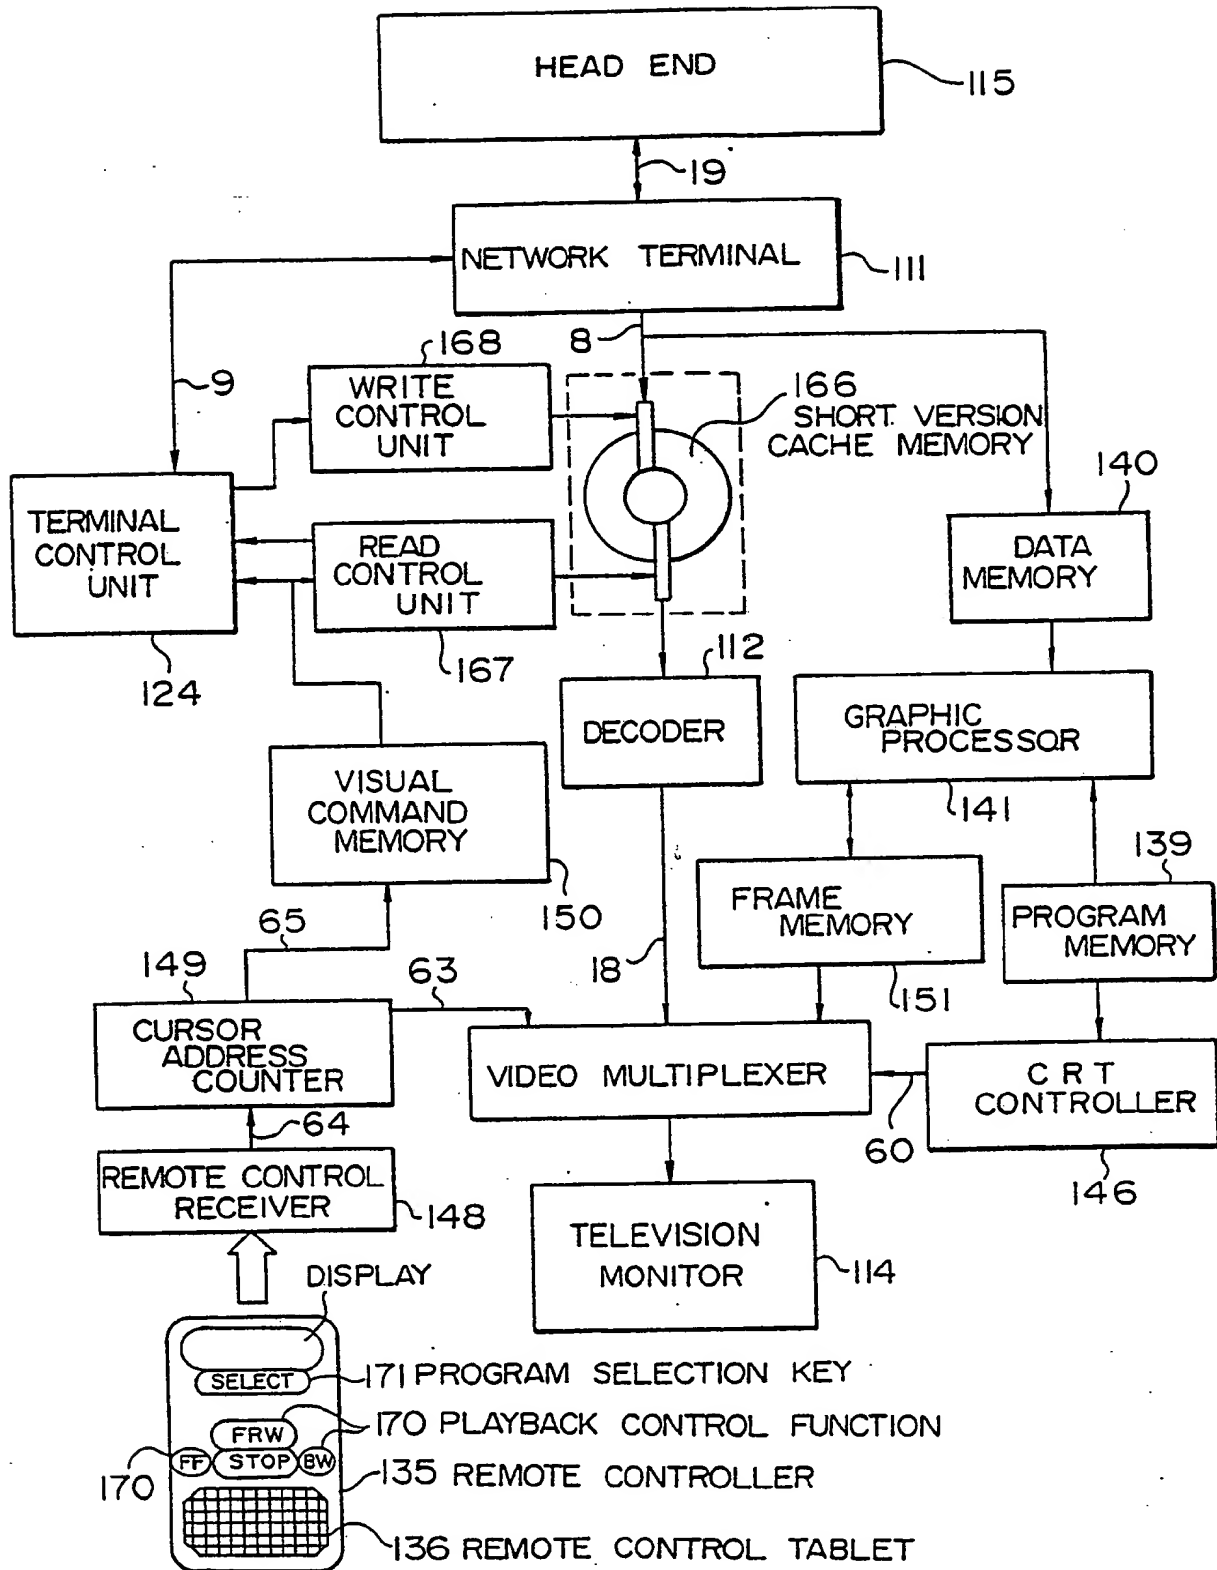 HEAD END
115
19
NETWORK TERMINAL
111
8
9
168
WRITE
CONTROL
UNIT
166
SHORT VERSION
CACHE MEMORY
140
TERMINAL
CONTROL
UNIT
READ
CONTROL
UNIT
DATA
MEMORY
124
167
112
DECODER
GRAPHIC
PROCESSOR
141
VISUAL
COMMAND
MEMORY
150
139
FRAME
MEMORY
PROGRAM
MEMORY
65
18
151
149
63
CURSOR
ADDRESS
COUNTER
VIDEO MULTIPLEXER
CRT
CONTROLLER
64
60
146
REMOTE CONTROL
RECEIVER
148
TELEVISION
MONITOR
114
DISPLAY
SELECT
171 PROGRAM SELECTION KEY
FRW
170 PLAYBACK CONTROL FUNCTION
FF
STOP
BW
170
135 REMOTE CONTROLLER
136 REMOTE CONTROL TABLET